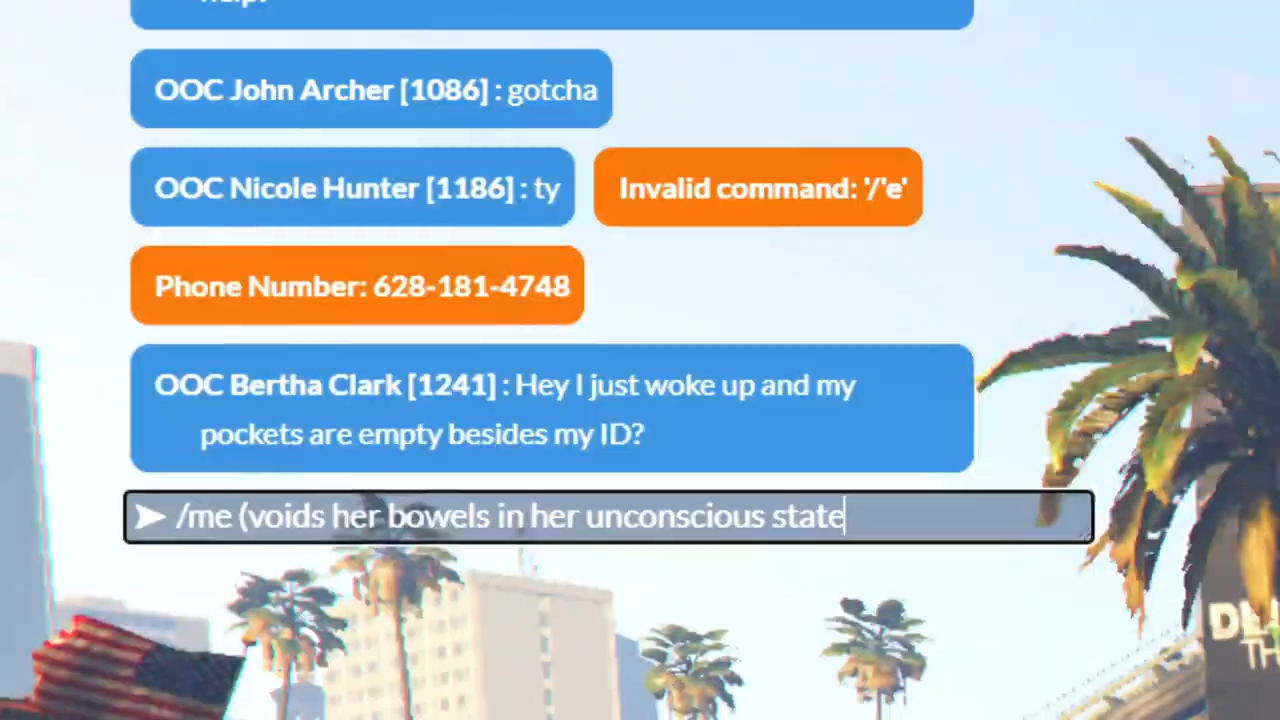 help?
OOC John Archer [1086] : gotcha
OOC Nicole Hunter [1186] : ty
Invalid command: '/'e'
Phone Number: 628-181-4748
OOC Bertha Clark [1241] : Hey I just woke up and my
pockets are empty besides my ID?
➤ /me (voids her bowels in her unconscious state
TH